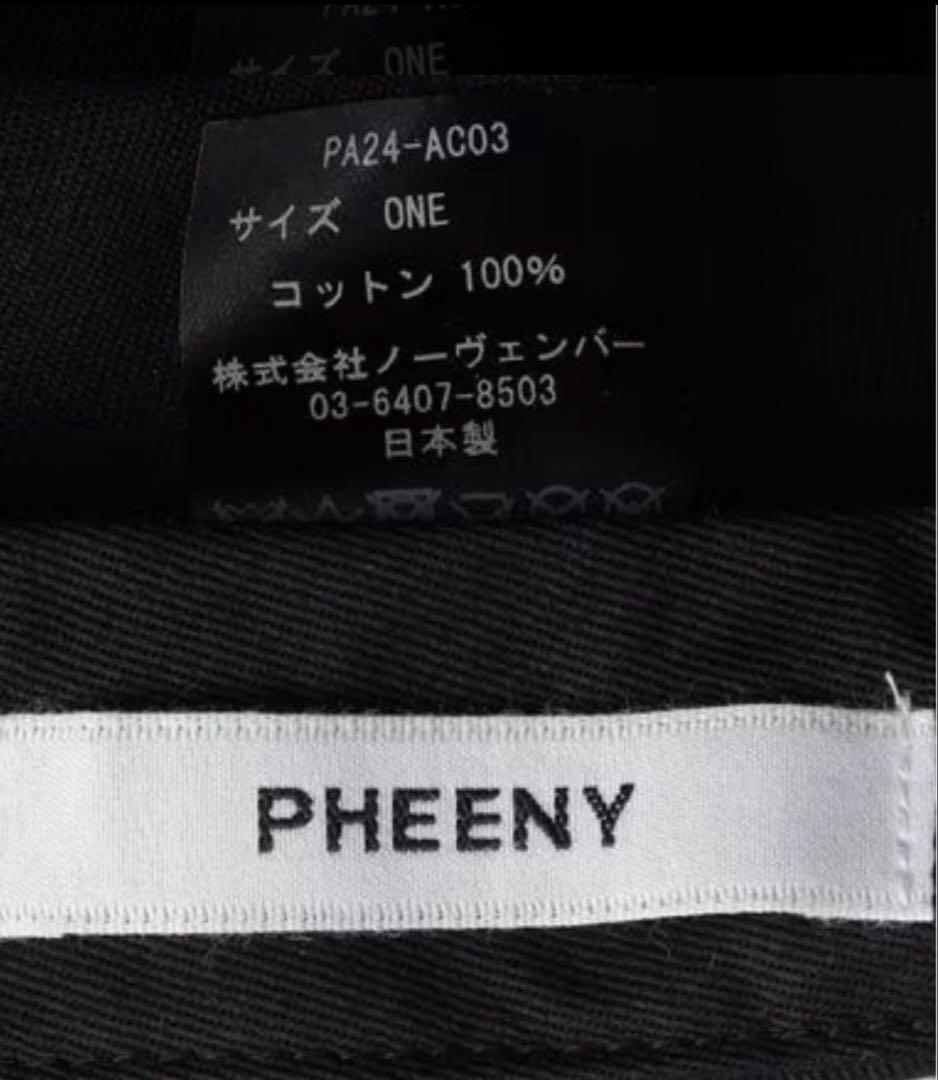 サイズ ONE
PA24-AC03
サイズ ONE
コットン 100%
株式会社ノーヴェンバー
03-6407-8503
日本製
PHEENY